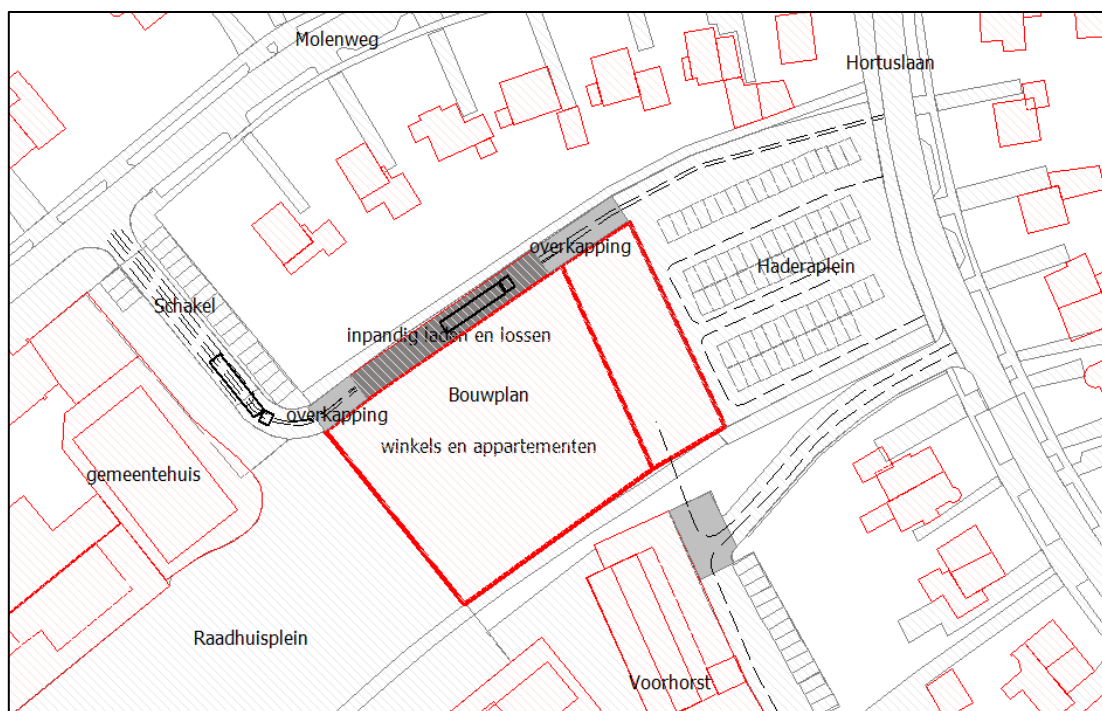 Molenweg
Hortuslaan
overkapping
Haderaplein
Schakel
inpandig laden en lossen
Bouwplan
overkapping
winkels en appartementen
gemeentehuis
Raadhuisplein
Voorhorst